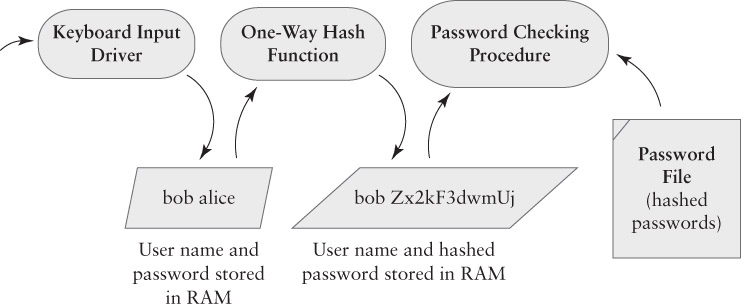 Keyboard Input
Driver
One-Way Hash
Function
Password Checking
Procedure
bob alice
bob Zx2kF3dwmUj
Password
File
(hashed
passwords)
User name and
password stored
in RAM
User name and hashed
password stored in RAM